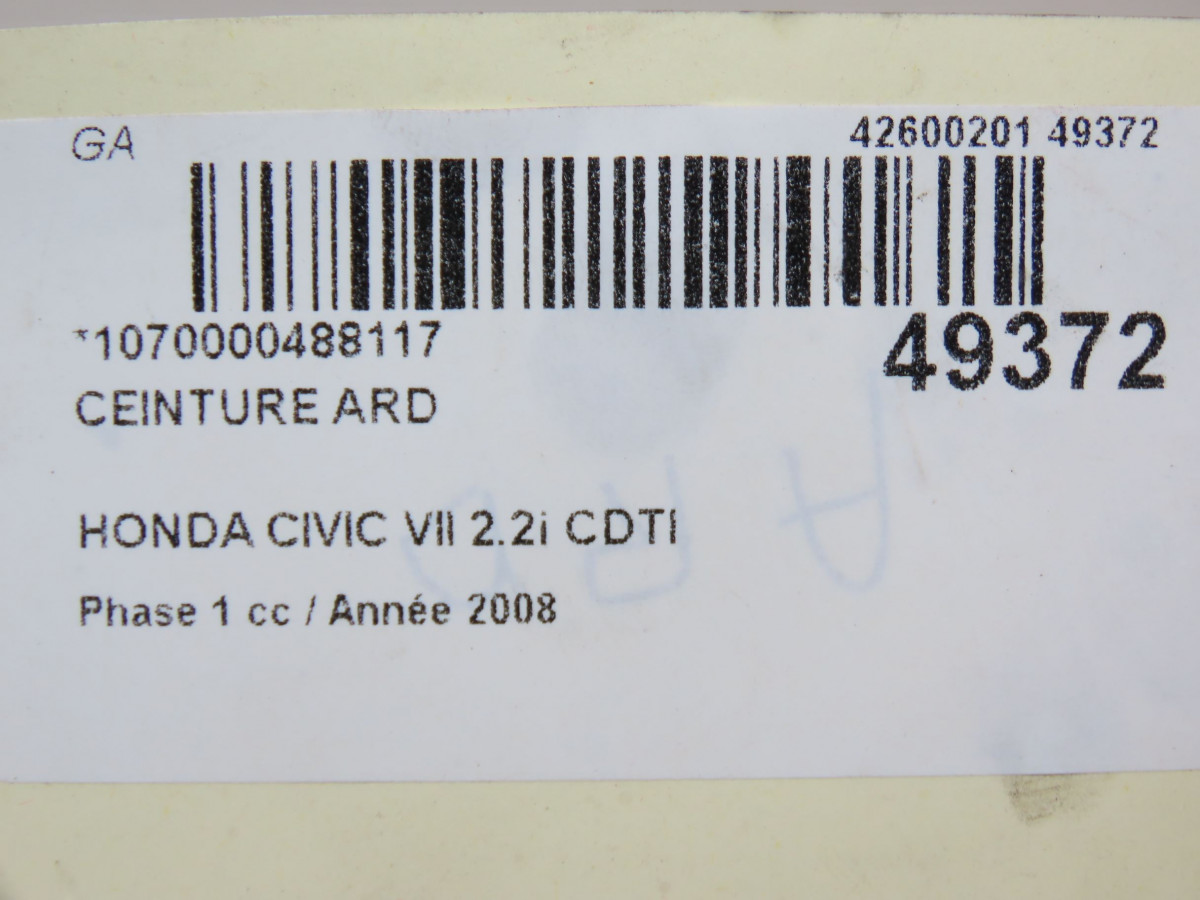 GA 42600201 49372
*1070000488117 49372
CEINTURE ARD
HONDA CIVIC VII 2.2i CDTI
Phase 1 cc / Année 2008